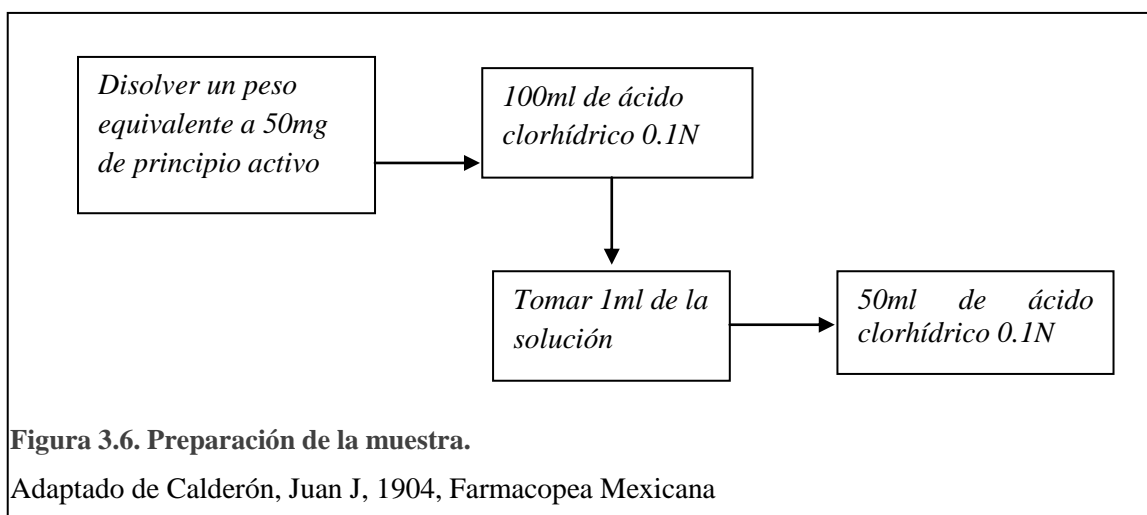 Disolver un peso
equivalente a 50mg
de principio activo
100ml de ácido
clorhídrico 0.1N
Tomar 1ml de la
solución
50ml de ácido
clorhídrico 0.1N
Figura 3.6. Preparación de la muestra.
Adaptado de Calderón, Juan J, 1904, Farmacopea Mexicana